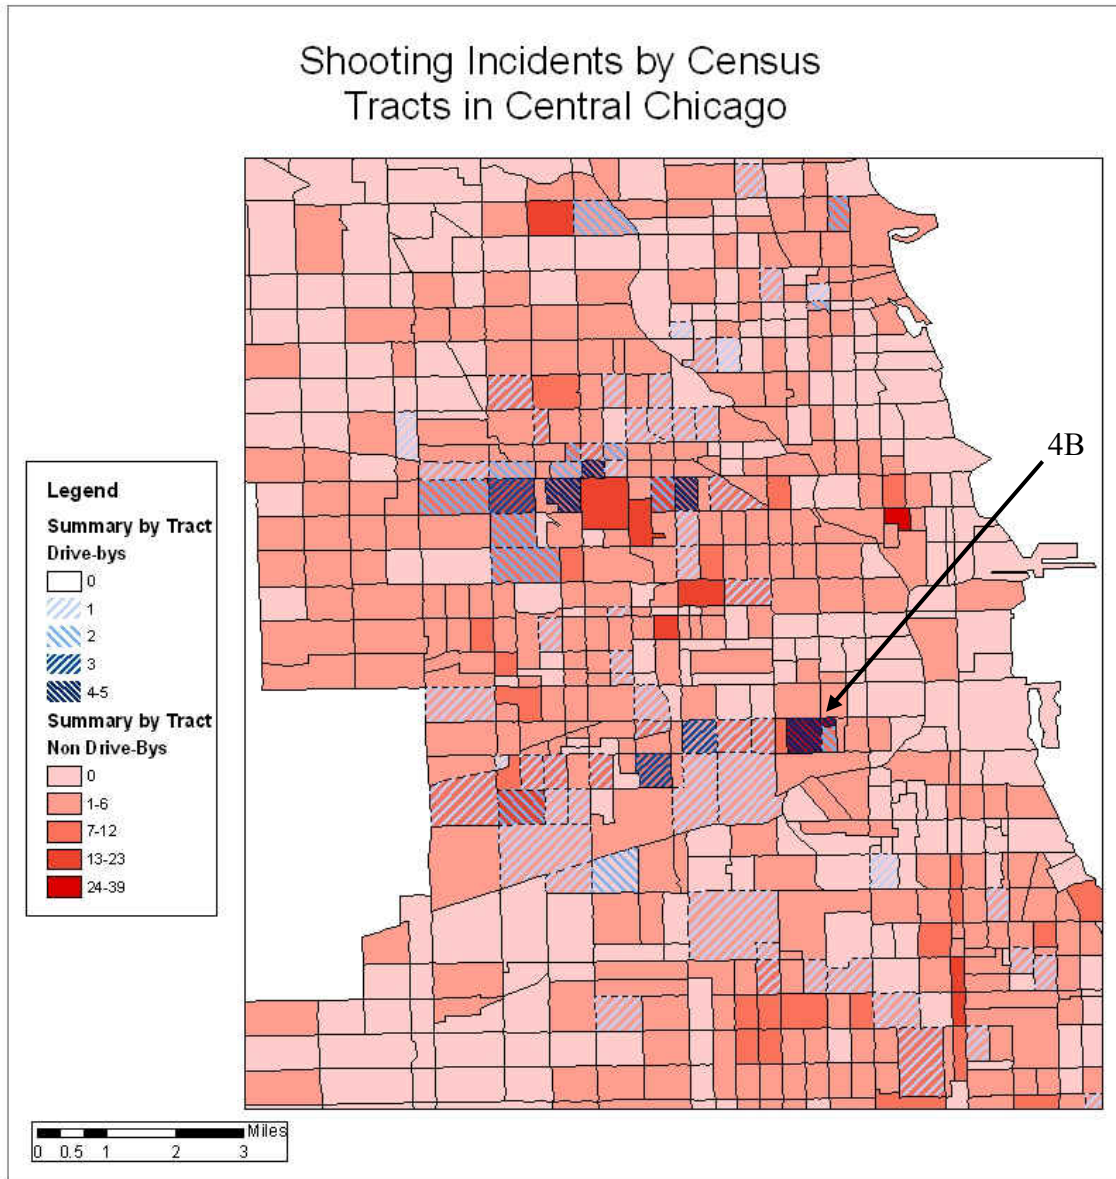 Shooting Incidents by Census
Tracts in Central Chicago
4B
Legend
Summary by Tract
Drive-bys
0
1
2
3
4-5
Summary by Tract
Non Drive-Bys
0
1-6
7-12
13-23
24-39
Miles
0 0.5 1 2 3